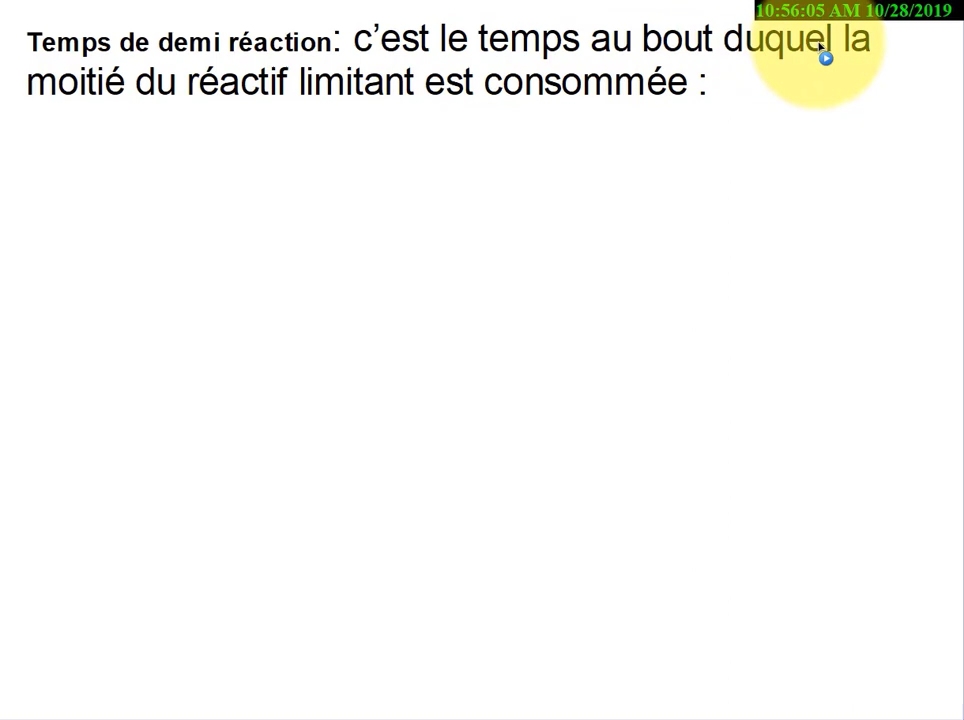 10:56:05 AM 10/28/2019
Temps de demi réaction: c’est le temps au bout duquel la
moitié du réactif limitant est consommée :